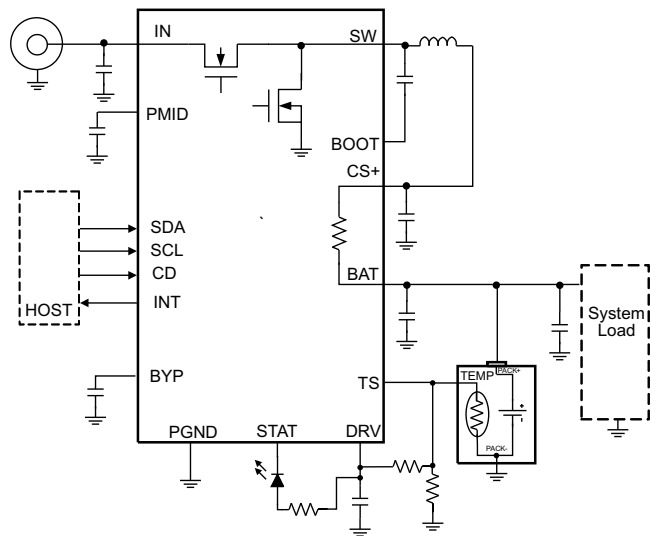 IN
SW
PMID
BOOT
CS+
SDA
SCL
CD
INT
HOST
BAT
System
Load
BYP
TS
TEMP
PACK+
+
-
PACK-
PGND
STAT
DRV